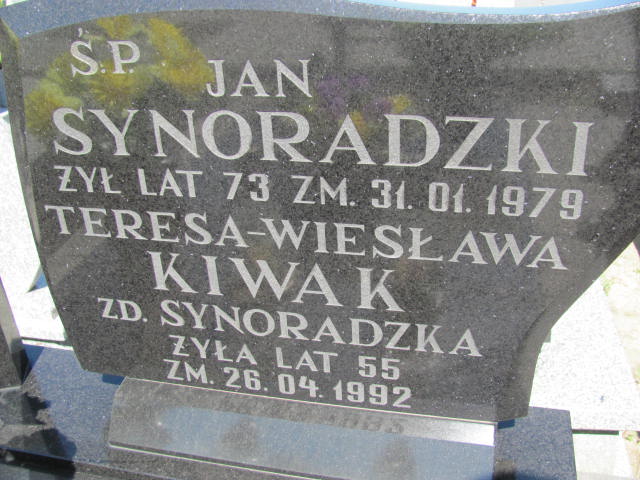 Ś.P. JAN
SYNORADZKI
ŻYŁ LAT 73 ZM. 31. 01. 1979
TERESA-WIESŁAWA
KIWAK
ZD. SYNORADZKA
ŻYŁA LAT 55
ZM. 26. 04. 1992